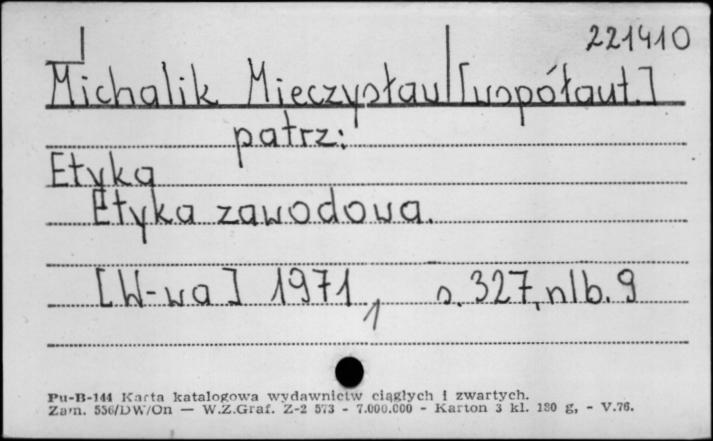 221410
Michalik Mieczysław [współaut.]
patrz:
Etyka
Etyka zawodowa.
[W-wa] 1971, s. 327, nlb. 9
Pu-B-144 Karta katalogowa wydawnictw ciągłych i zwartych.
Zam. 556/DW/On — W.Z.Graf. Z-2 573 - 7.000.000 - Karton 3 kl. 180 g, - V.76.